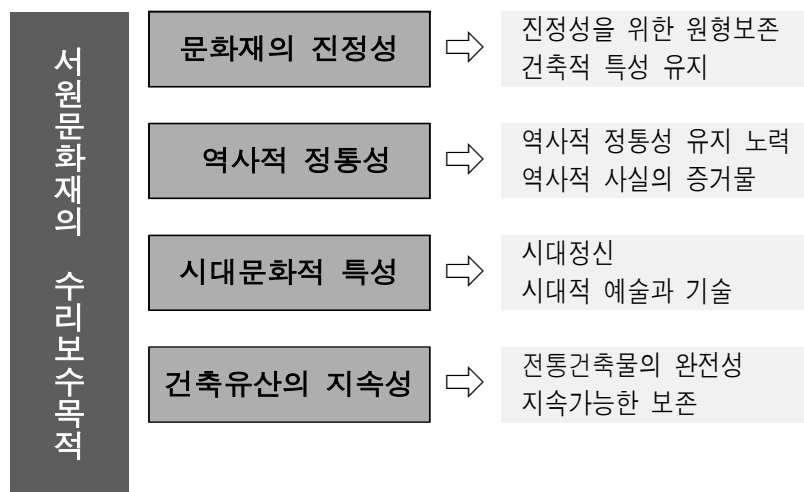 서원문화재의 수리보수목적
문화재의 진정성
진정성을 위한 원형보존
건축적 특성 유지
역사적 정통성
역사적 정통성 유지 노력
역사적 사실의 증거물
시대문화적 특성
시대정신
시대적 예술과 기술
건축유산의 지속성
전통건축물의 완전성
지속가능한 보존